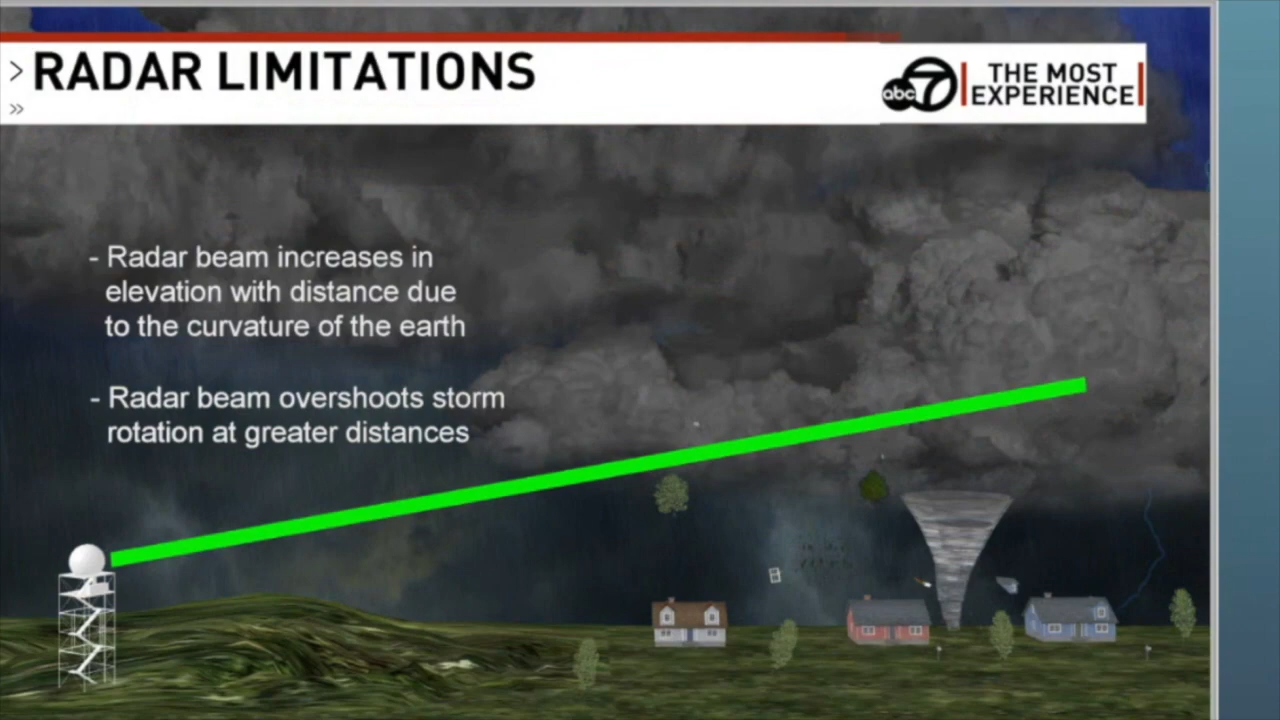 > RADAR LIMITATIONS
»
abc 7 THE MOST
EXPERIENCE
- Radar beam increases in
elevation with distance due
to the curvature of the earth
- Radar beam overshoots storm
rotation at greater distances